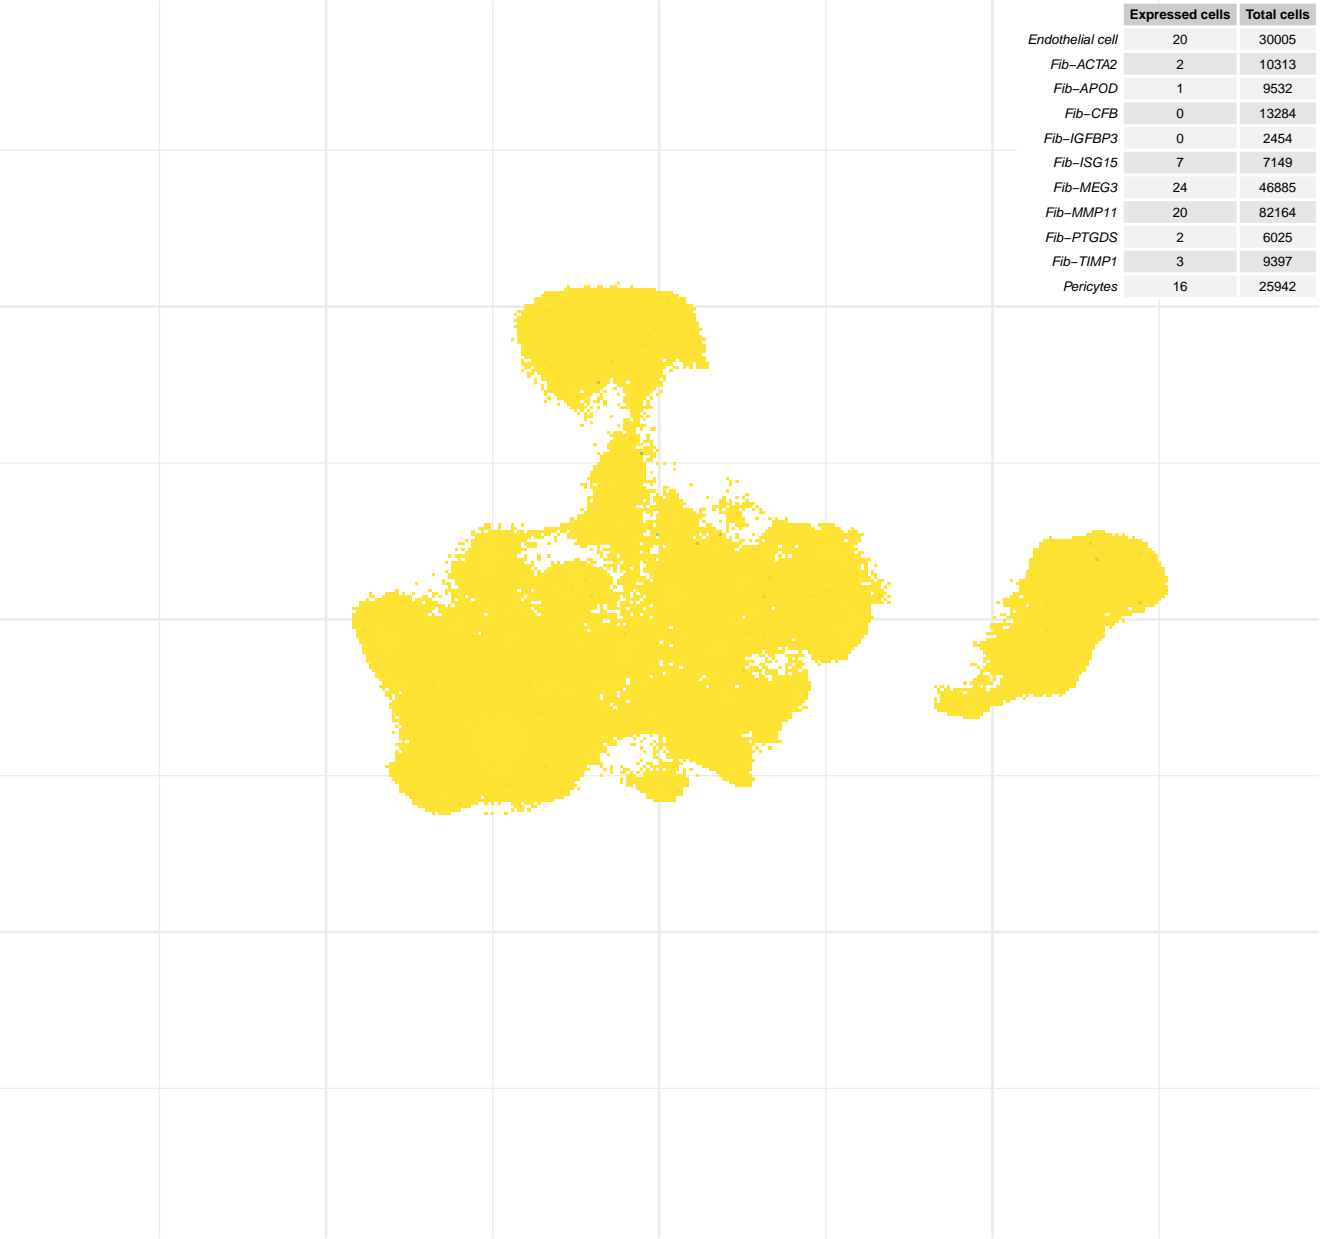 Expressed cells Total cells
Endothelial cell 20 30005
Fib−ACTA2 2 10313
Fib−APOD 1 9532
Fib−CFB 0 13284
Fib−IGFBP3 0 2454
Fib−ISG15 7 7149
Fib−MEG3 24 46885
Fib−MMP11 20 82164
Fib−PTGDS 2 6025
Fib−TIMP1 3 9397
Pericytes 16 25942